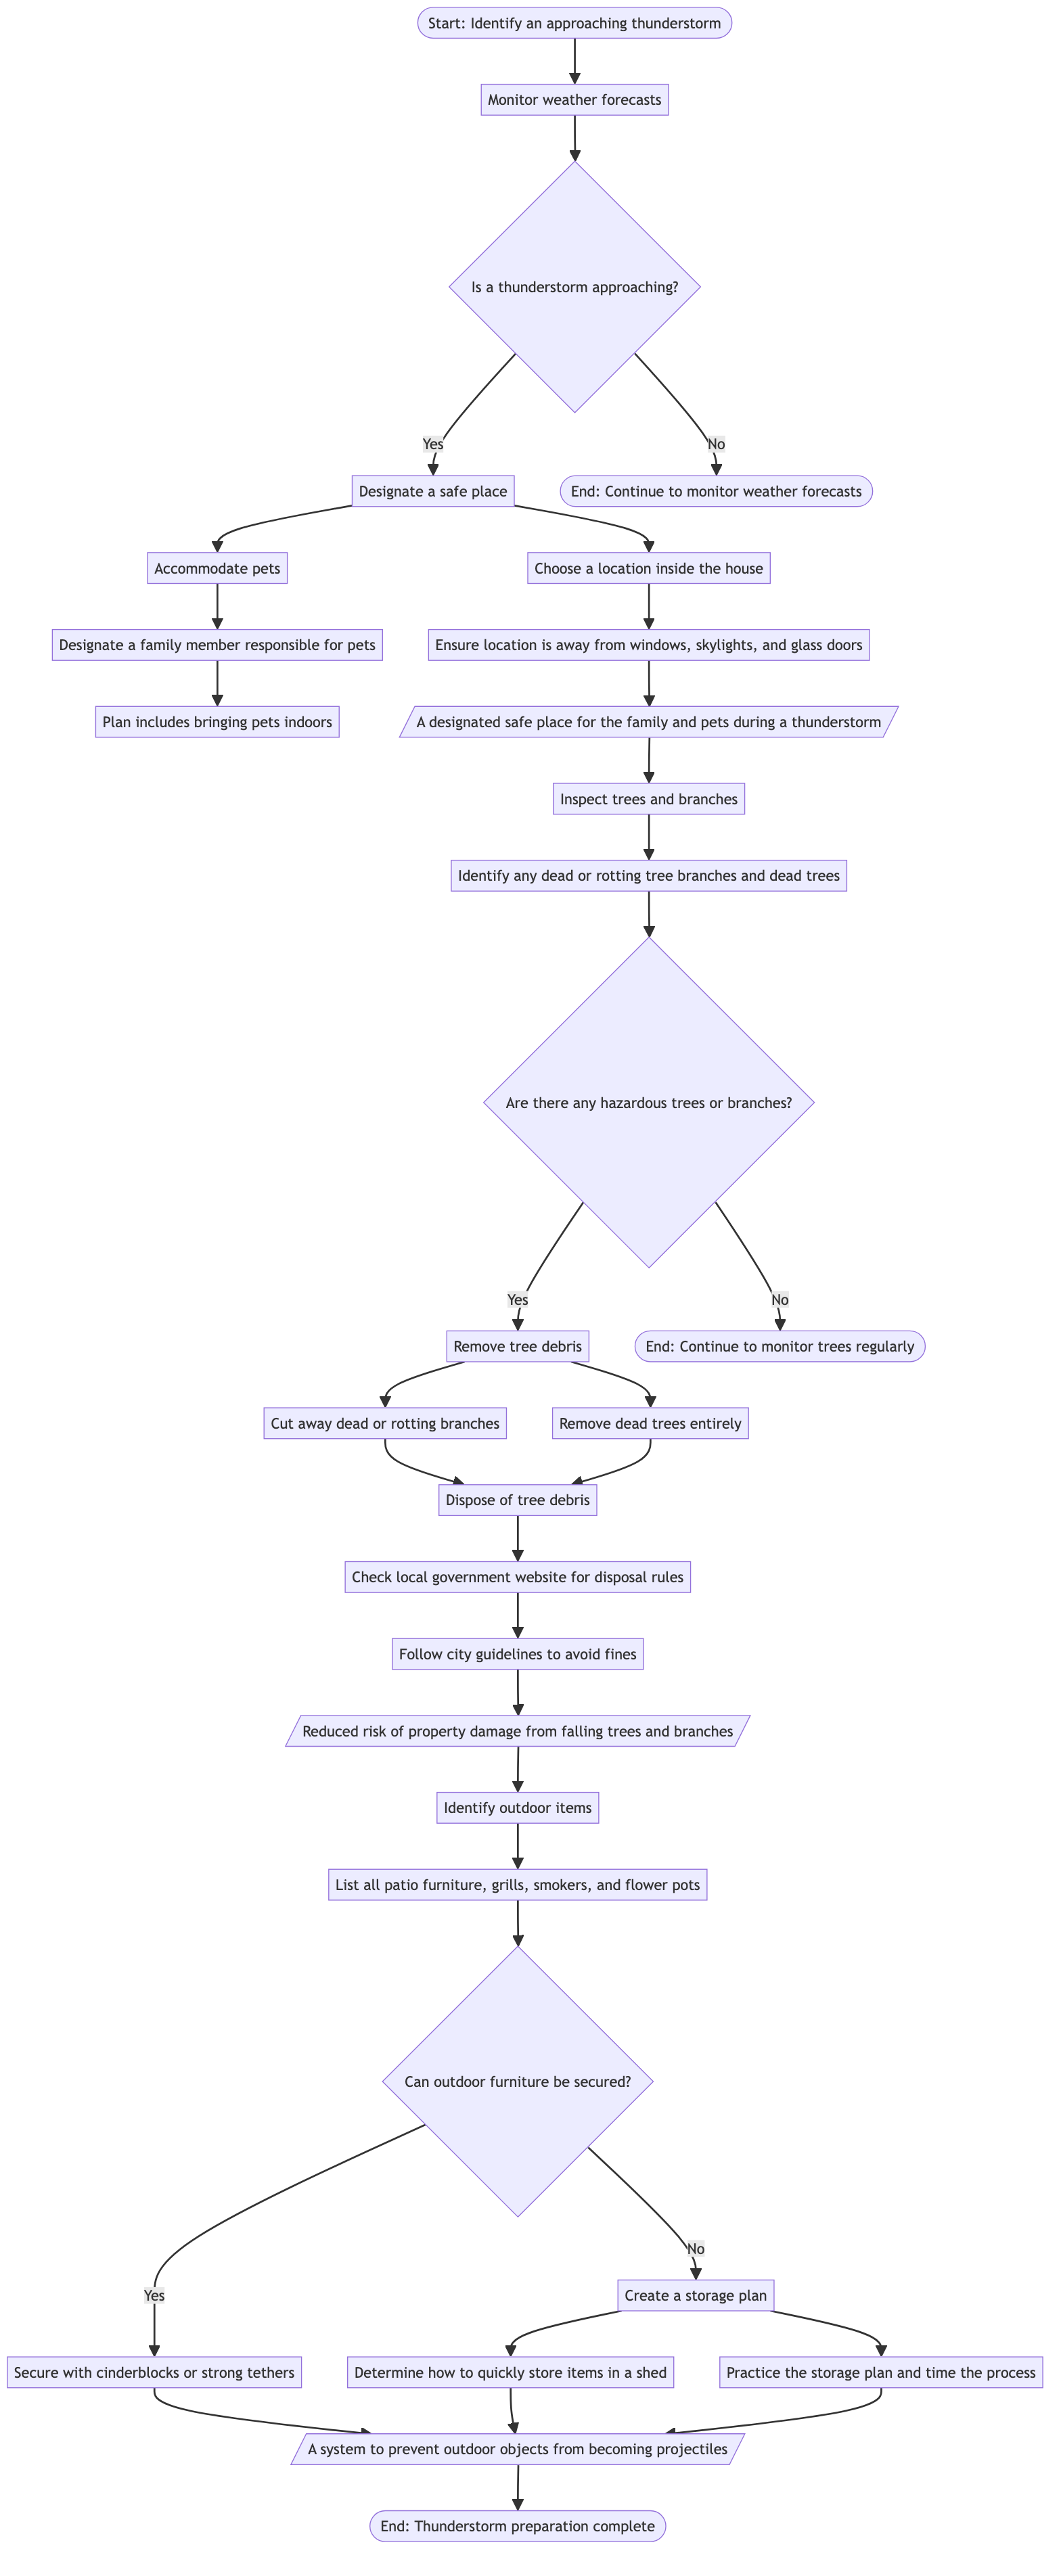 Start: Identify an approaching thunderstorm
Monitor weather forecasts
Is a thunderstorm approaching?
Yes
No
Designate a safe place
End: Continue to monitor weather forecasts
Accommodate pets
Choose a location inside the house
Designate a family member responsible for pets
Ensure location is away from windows, skylights, and glass doors
Plan includes bringing pets indoors
A designated safe place for the family and pets during a thunderstorm
Inspect trees and branches
Identify any dead or rotting tree branches and dead trees
Are there any hazardous trees or branches?
Yes
No
Remove tree debris
End: Continue to monitor trees regularly
Cut away dead or rotting branches
Remove dead trees entirely
Dispose of tree debris
Check local government website for disposal rules
Follow city guidelines to avoid fines
Reduced risk of property damage from falling trees and branches
Identify outdoor items
List all patio furniture, grills, smokers, and flower pots
Can outdoor furniture be secured?
No
Yes
Create a storage plan
Secure with cinderblocks or strong tethers
Determine how to quickly store items in a shed
Practice the storage plan and time the process
A system to prevent outdoor objects from becoming projectiles
End: Thunderstorm preparation complete